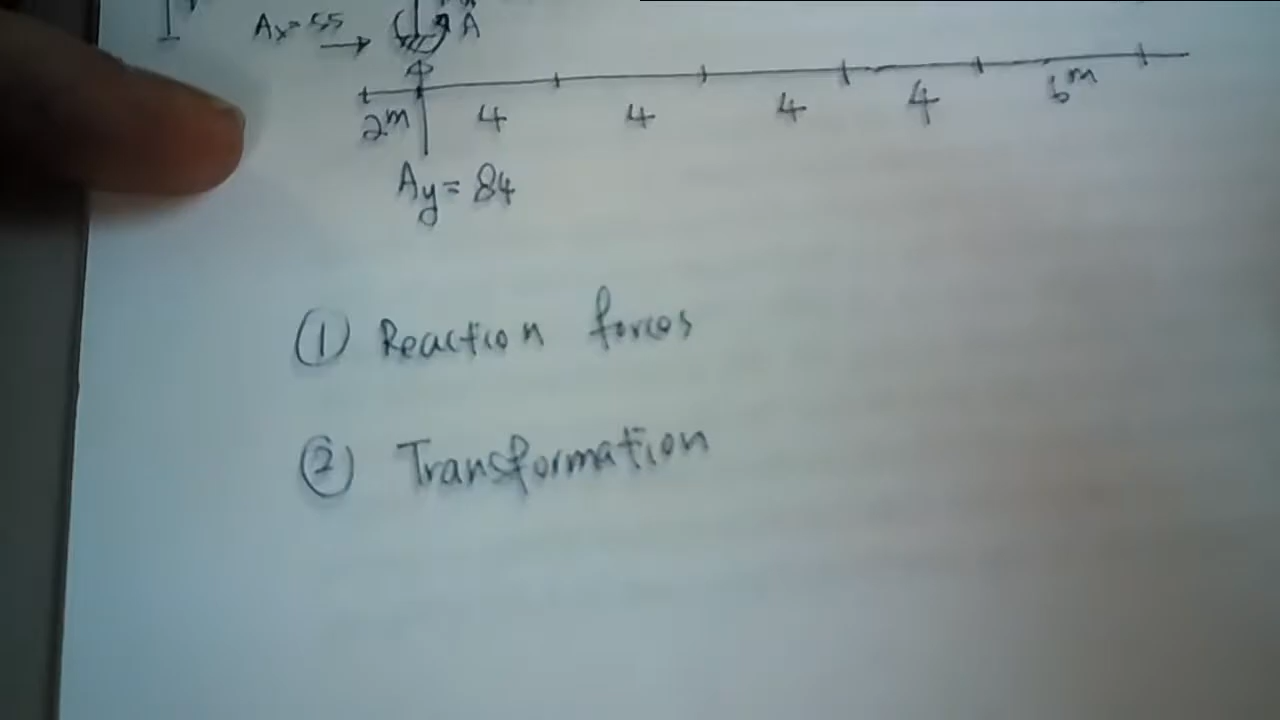 Ax = 55 → A
2m 4 4 4 4 6m
Ay = 84
① Reaction forces
② Transformation